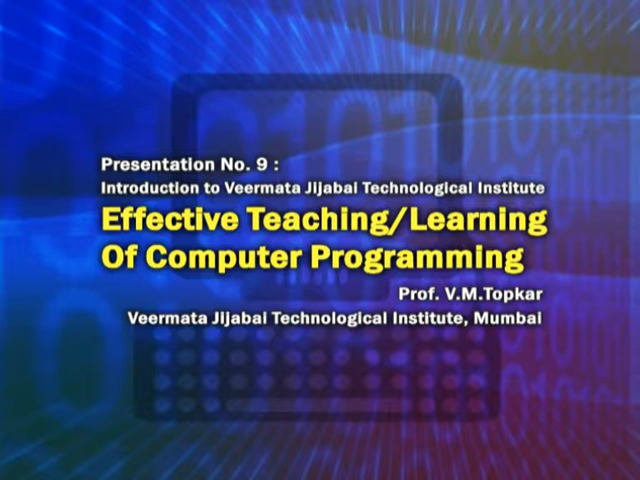 Presentation No. 9 :
Introduction to Veermata Jijabai Technological Institute
Effective Teaching/Learning
Of Computer Programming
Prof. V.M.Topkar
Veermata Jijabai Technological Institute, Mumbai